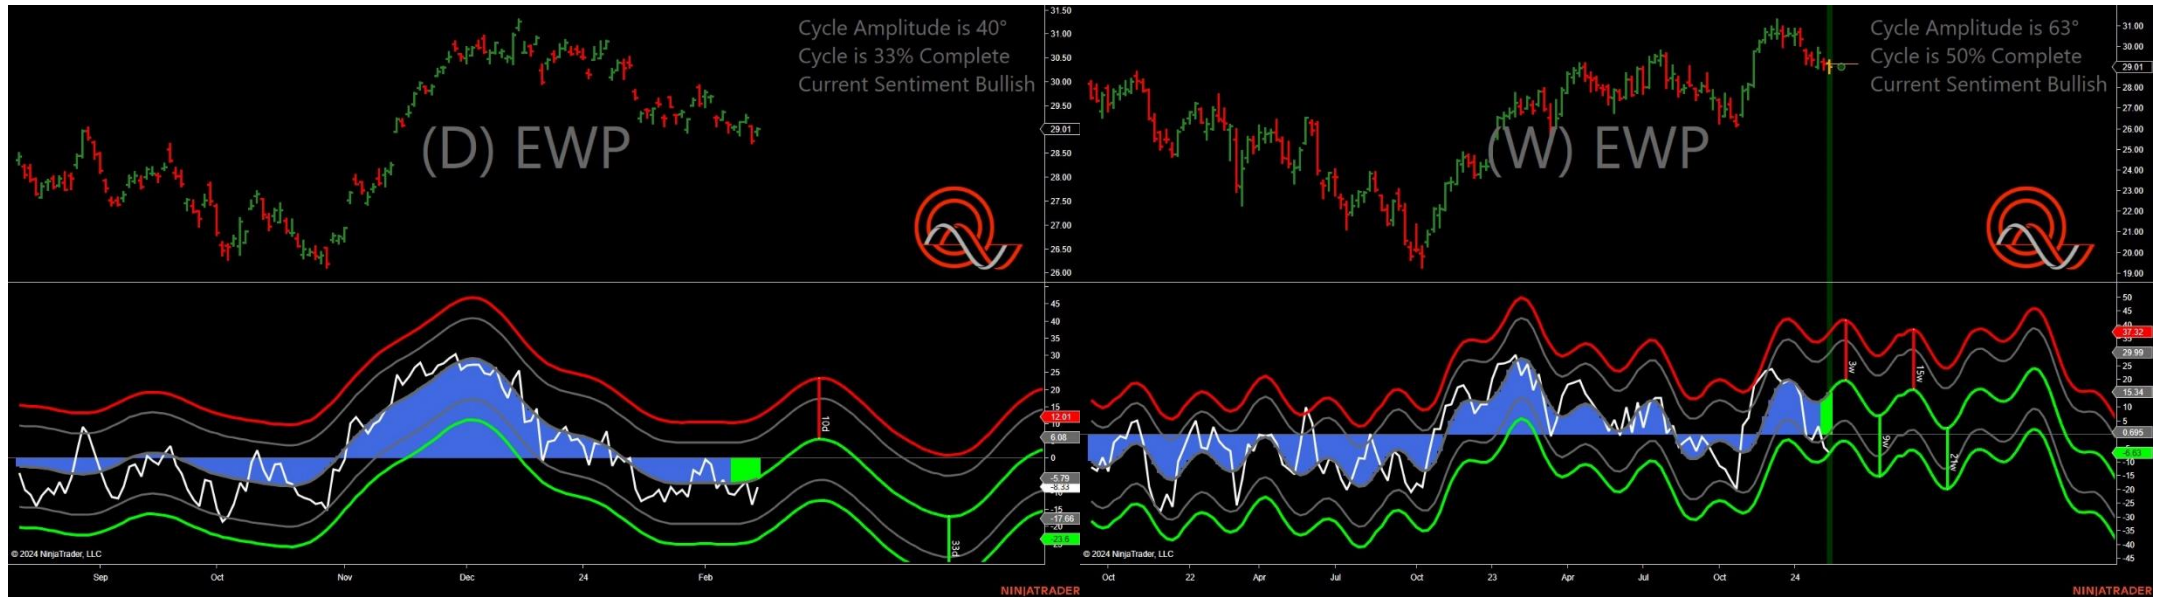 Cycle Amplitude is 40°
Cycle is 33% Complete
Current Sentiment Bullish
(D) EWP
31.50
31.00
30.50
30.00
29.50
29.01
28.50
28.00
27.50
27.00
26.50
26.00
45
40
35
30
25
20
15
12.01
6.08
5
0
-5.79
-8.33
-17.66
-20
-23.6
10d
33d
© 2024 NinjaTrader, LLC
Sep
Oct
Nov
Dec
24
Feb
NINJATRADER
Cycle Amplitude is 63°
Cycle is 50% Complete
Current Sentiment Bullish
(W) EWP
31.00
30.00
29.01
28.00
27.00
26.00
25.00
24.00
23.00
22.00
21.00
20.00
19.00
50
45
40
37.32
35
29.99
25
20
15.34
10
5
0.695
-6.63
-10
-15
-20
-25
-30
-35
-40
-45
3w
15w
9w
21w
© 2024 NinjaTrader, LLC
Oct
22
Apr
Jul
Oct
23
Apr
Jul
Oct
24
NINJATRADER